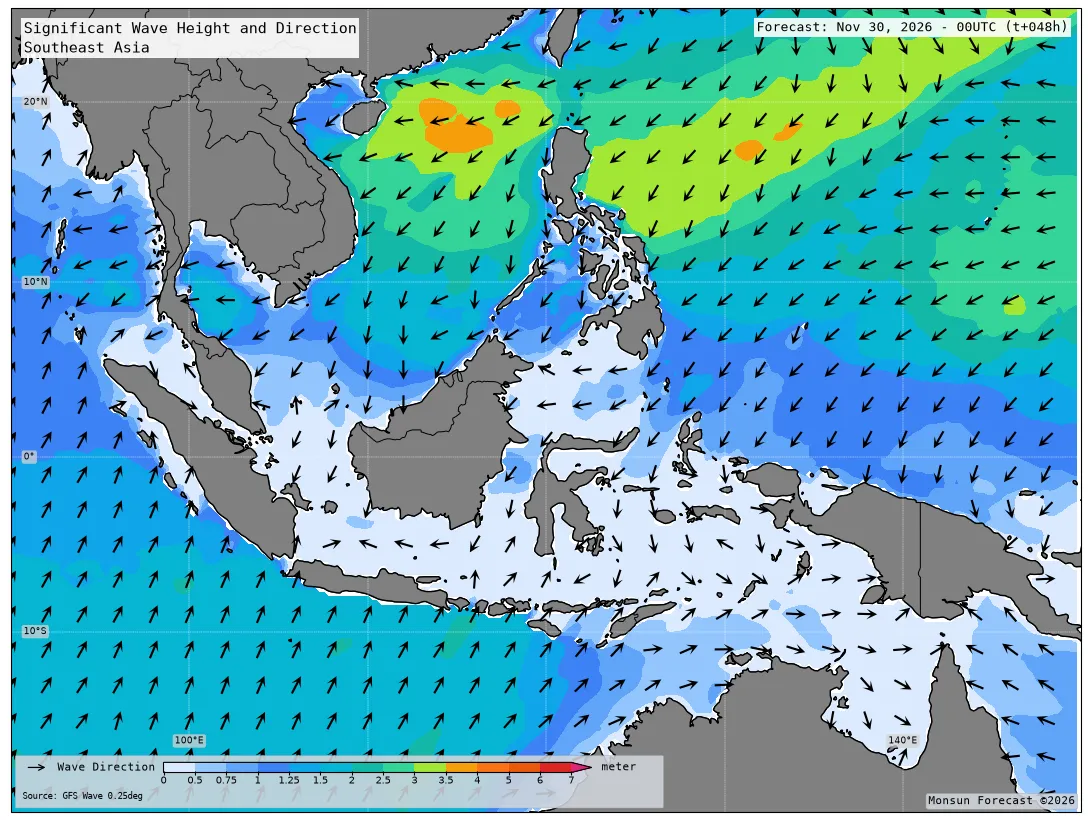 Significant Wave Height and Direction
Southeast Asia
Forecast: Nov 30, 2026 - 00UTC (t+048h)
20°N
10°N
0°
10°S
100°E
140°E
Wave Direction
meter
0 0.5 0.75 1 1.25 1.5 2 2.5 3 3.5 4 5 6 7
Source: GFS Wave 0.25deg
Monsun Forecast ©2026